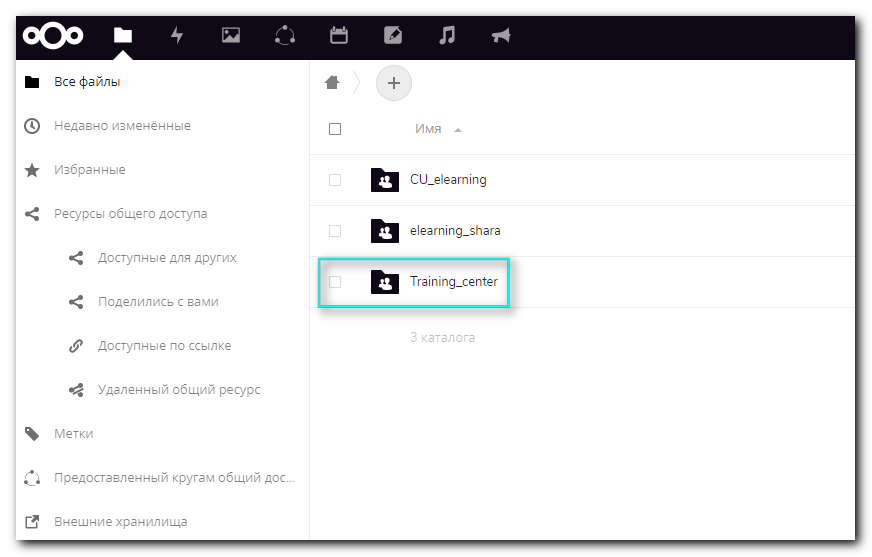 Все файлы
Недавно изменённые
Избранные
Ресурсы общего доступа
Доступные для других
Поделились с вами
Доступные по ссылке
Удаленный общий ресурс
Метки
Предоставленный кругам общий дос...
Внешние хранилища
Имя
CU_elearning
elearning_shara
Training_center
3 каталога